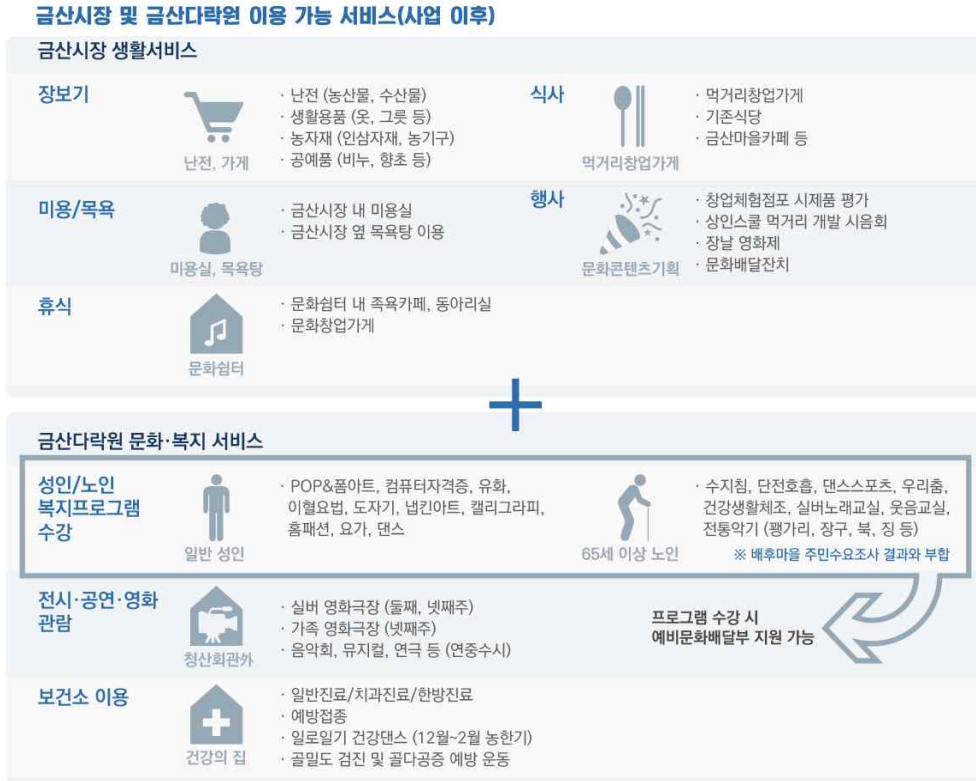 금산시장 및 금산다락원 이용 가능 서비스(사업 이후)
금산시장 생활서비스
장보기
난전, 가게
· 난전 (농산물, 수산물)
· 생활용품 (옷, 그릇 등)
· 농자재 (인삼자재, 농기구)
· 공예품 (비누, 향초 등)
식사
먹거리창업가게
· 먹거리창업가게
· 기존식당
· 금산마을카페 등
미용/목욕
미용실, 목욕탕
· 금산시장 내 미용실
· 금산시장 옆 목욕탕 이용
행사
문화콘텐츠기획
· 창업체험점포 시제품 평가
· 상인스쿨 먹거리 개발 시음회
· 장날 영화제
· 문화배달잔치
휴식
문화쉼터
· 문화쉼터 내 족욕카페, 동아리실
· 문화창업가게
금산다락원 문화·복지 서비스
성인/노인
복지프로그램
수강
일반 성인
· POP&폼아트, 컴퓨터자격증, 유화,
이혈요법, 도자기, 냅킨아트, 캘리그라피,
홈패션, 요가, 댄스
65세 이상 노인
· 수지침, 단전호흡, 댄스스포츠, 우리춤,
건강생활체조, 실버노래교실, 웃음교실,
전통악기 (꽹가리, 장구, 북, 징 등)
※ 배후마을 주민수요조사 결과와 부합
전시·공연·영화
관람
청산회관外
· 실버 영화극장 (둘째, 넷째주)
· 가족 영화극장 (넷째주)
· 음악회, 뮤지컬, 연극 등 (연중수시)
프로그램 수강 시
예비문화배달부 지원 가능
보건소 이용
건강의 집
· 일반진료/치과진료/한방진료
· 예방접종
· 일로일기 건강댄스 (12월~2월 농한기)
· 골밀도 검진 및 골다공증 예방 운동